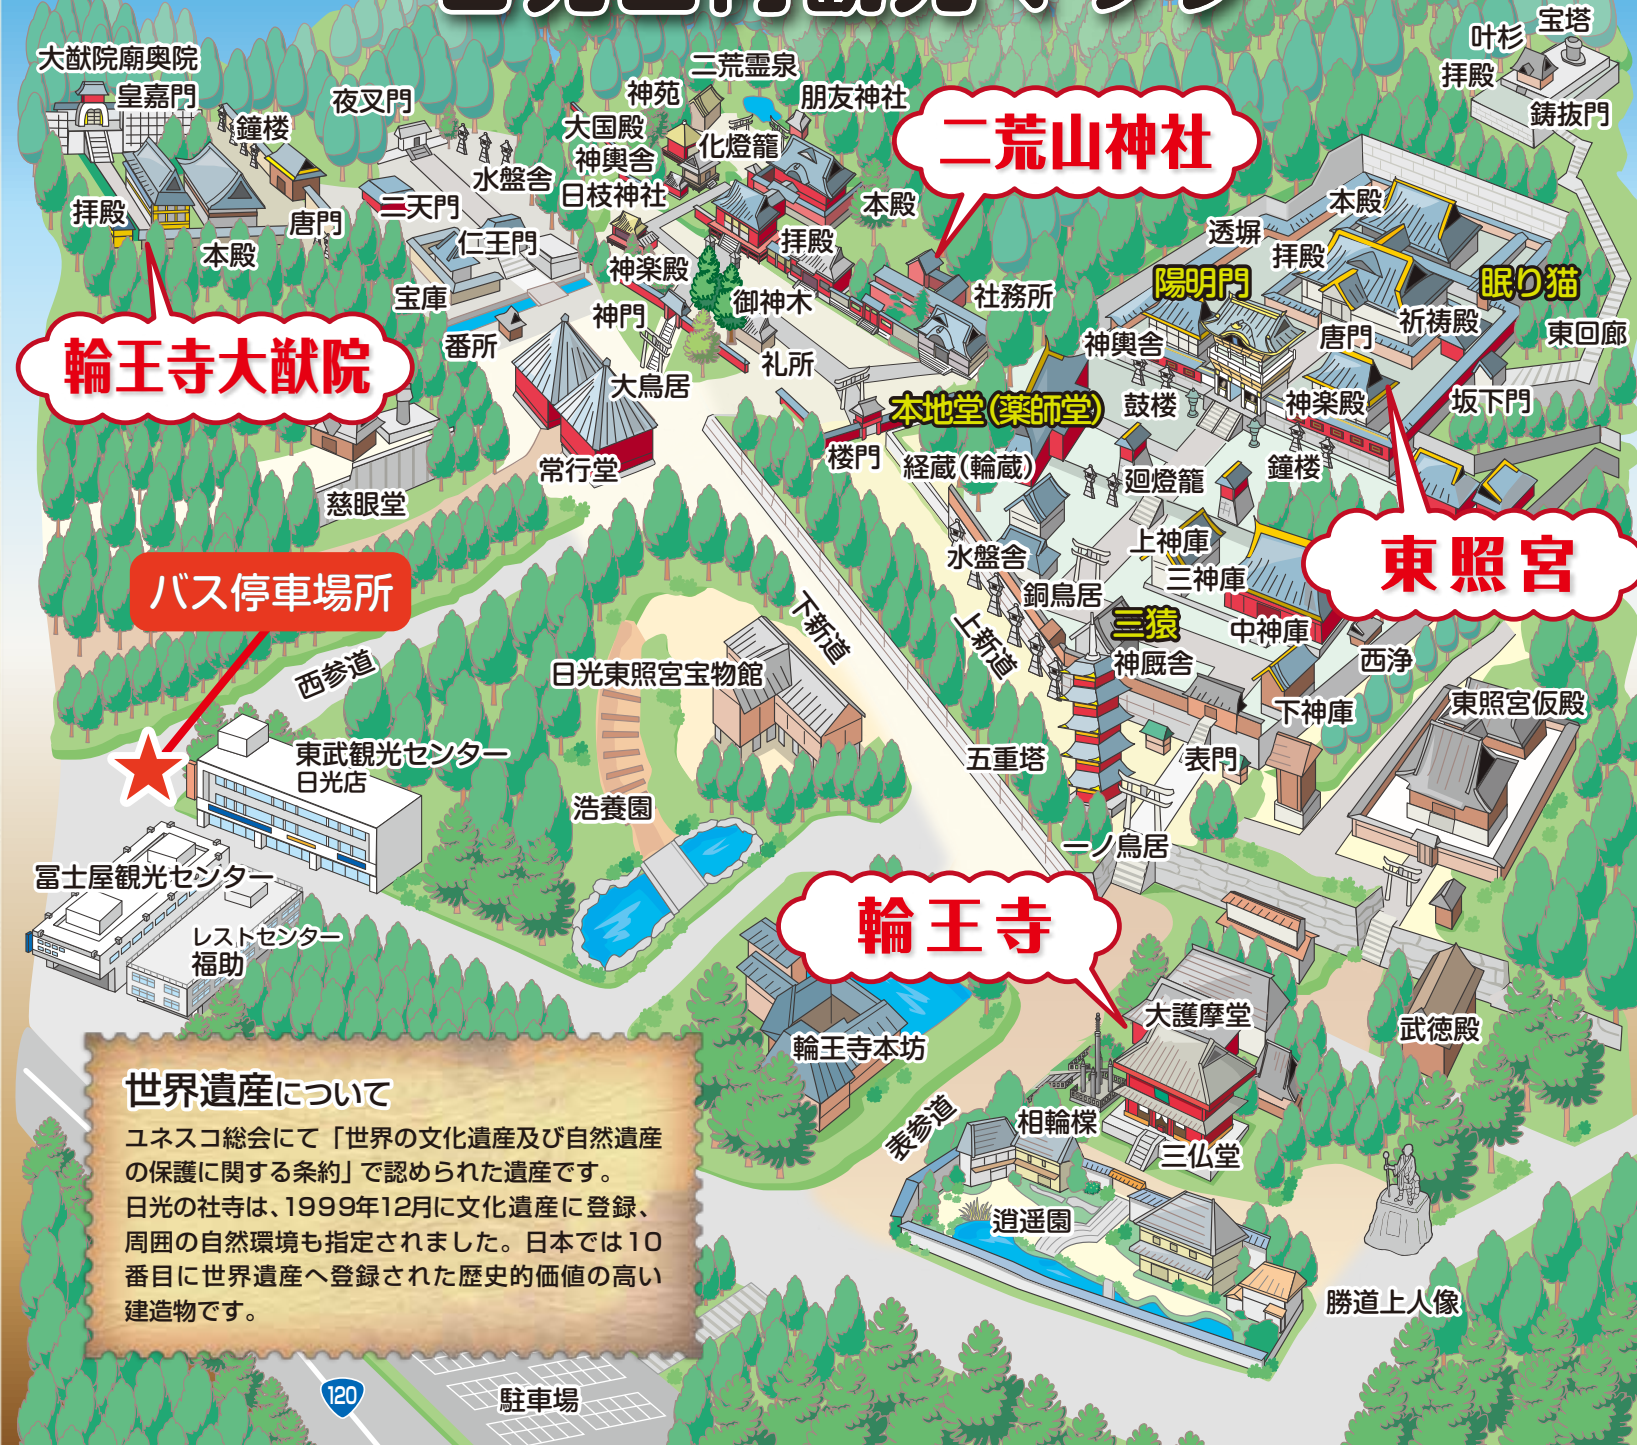 宝塔
叶杉
大猷院廟奥院
拝殿
二荒霊泉
皇嘉門
夜叉門
神苑
朋友神社
鋳抜門
鐘楼
大国殿
二荒山神社
化燈籠
神輿舎
水盤舎
日枝神社
本殿
本殿
二天門
拝殿
唐門
透塀
拝殿
仁王門
拝殿
本殿
神楽殿
陽明門
眠り猫
社務所
宝庫
御神木
神門
祈祷殿
唐門
東回廊
番所
神輿舎
輪王寺大猷院
礼所
大鳥居
坂下門
神楽殿
鼓楼
本地堂(薬師堂)
楼門
経蔵(輪蔵)
鐘楼
常行堂
廻燈籠
慈眼堂
上神庫
水盤舎
東照宮
三神庫
バス停車場所
銅鳥居
下新道
三猿
中神庫
上新道
神厩舎
西浄
西参道
日光東照宮宝物館
東照宮仮殿
下神庫
東武観光センター
日光店
五重塔
表門
浩養園
一ノ鳥居
冨士屋観光センター
輪王寺
レストセンター
福助
大護摩堂
武徳殿
輪王寺本坊
世界遺産について
ユネスコ総会にて「世界の文化遺産及び自然遺産
の保護に関する条約」で認められた遺産です。
日光の社寺は、1999年12月に文化遺産に登録、
周囲の自然環境も指定されました。日本では10
番目に世界遺産へ登録された歴史的価値の高い
建造物です。
表参道
相輪樘
三仏堂
逍遥園
勝道上人像
120
駐車場